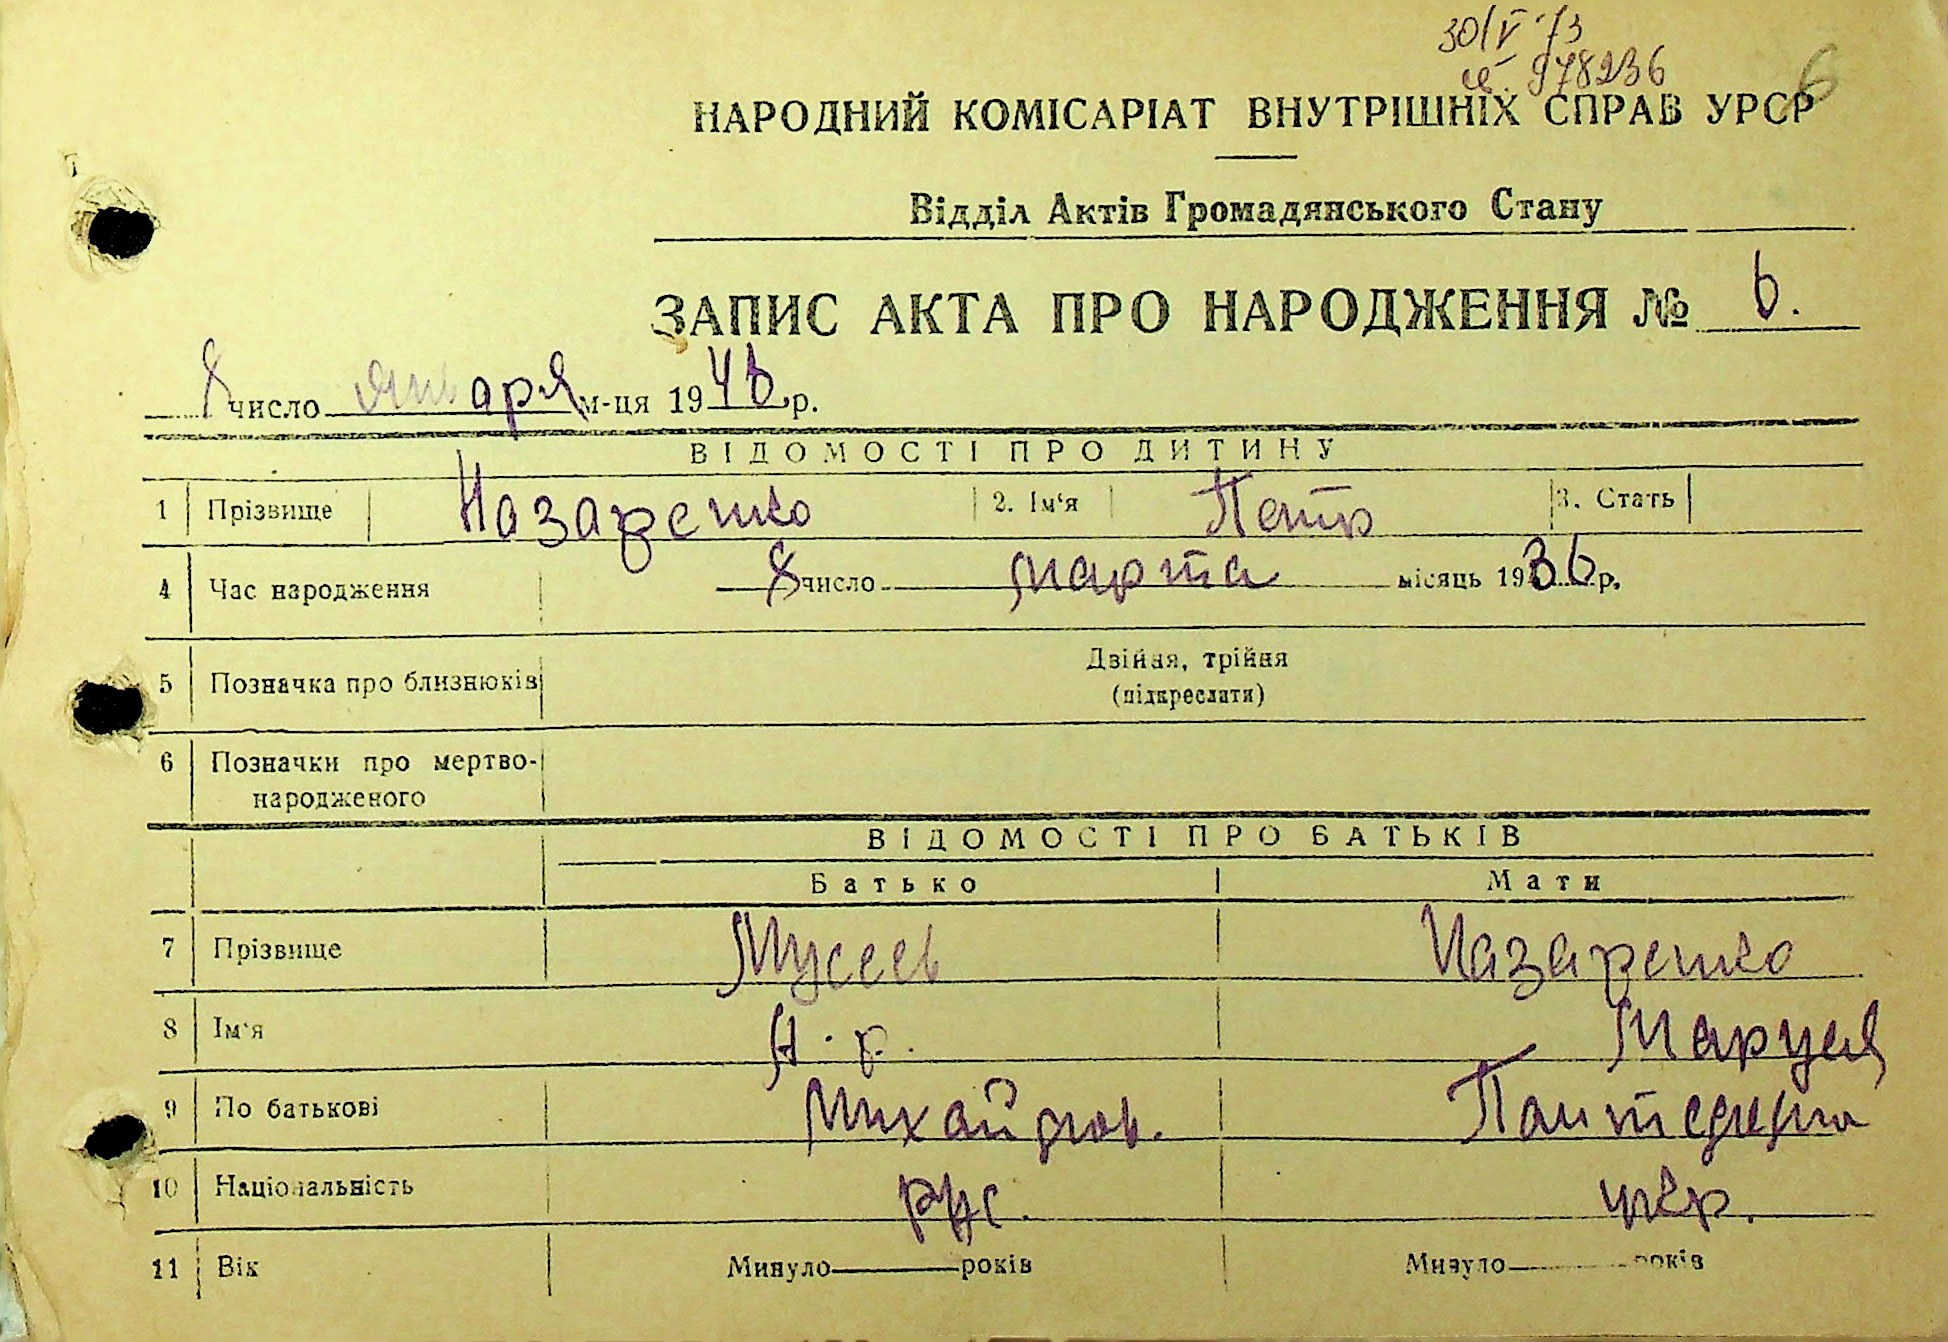 30/V 73
978236
6
НАРОДНИЙ КОМІСАРІАТ ВНУТРІШНІХ СПРАВ УРСР
Відділ Актів Громадянського Стану
ЗАПИС АКТА ПРО НАРОДЖЕННЯ № 6.
8 число января м-ця 1943 р.
ВІДОМОСТІ ПРО ДИТИНУ
1 Прізвище Назаренко 2. Ім'я Петр 3. Стать
4 Час народження 8 число марта місяць 1936 р.
5 Позначка про близнюків Двійня, трійня
(підкреслати)
6 Позначки про мертво-
народженого
ВІДОМОСТІ ПРО БАТЬКІВ
Батько Мати
7 Прізвище Мусеев Назаренко
8 Ім'я Маруся
9 По батькові Михайлов.
10 Національність рус. укр.
11 Вік Минуло років Минуло років